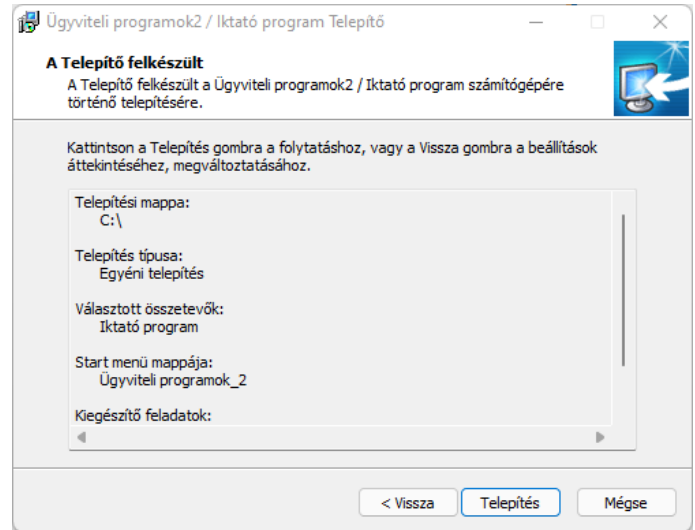 Ügyviteli programok2 / Iktató program Telepítő
A Telepítő felkészült
A Telepítő felkészült a Ügyviteli programok2 / Iktató program számítógépére
történő telepítésére.
Kattintson a Telepítés gombra a folytatáshoz, vagy a Vissza gombra a beállítások
áttekintéséhez, megváltoztatásához.
Telepítési mappa:
C:\
Telepítés típusa:
Egyéni telepítés
Választott összetevők:
Iktató program
Start menü mappája:
Ügyviteli programok_2
Kiegészítő feladatok:
< Vissza
Telepítés
Mégse